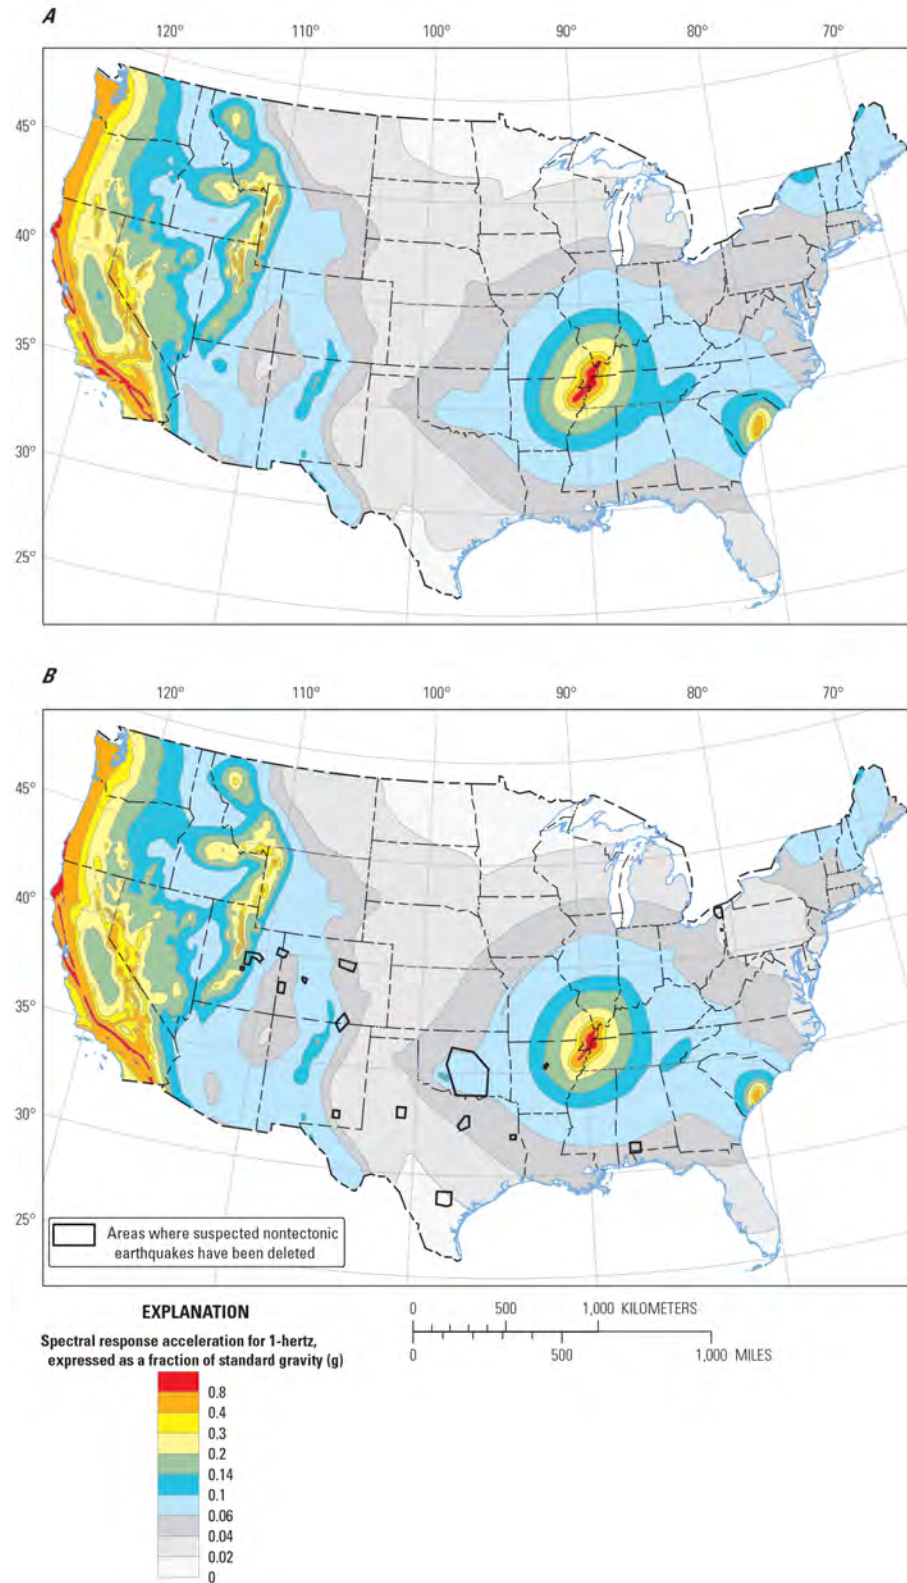 A
120° 110° 100° 90° 80° 70°
45°
40°
35°
30°
25°
B
120° 110° 100° 90° 80° 70°
45°
40°
35°
30°
25°
Areas where suspected nontectonic
earthquakes have been deleted
EXPLANATION
Spectral response acceleration for 1-hertz,
expressed as a fraction of standard gravity (g)
0.8
0.4
0.3
0.2
0.14
0.1
0.06
0.04
0.02
0
0 500 1,000 KILOMETERS
0 500 1,000 MILES